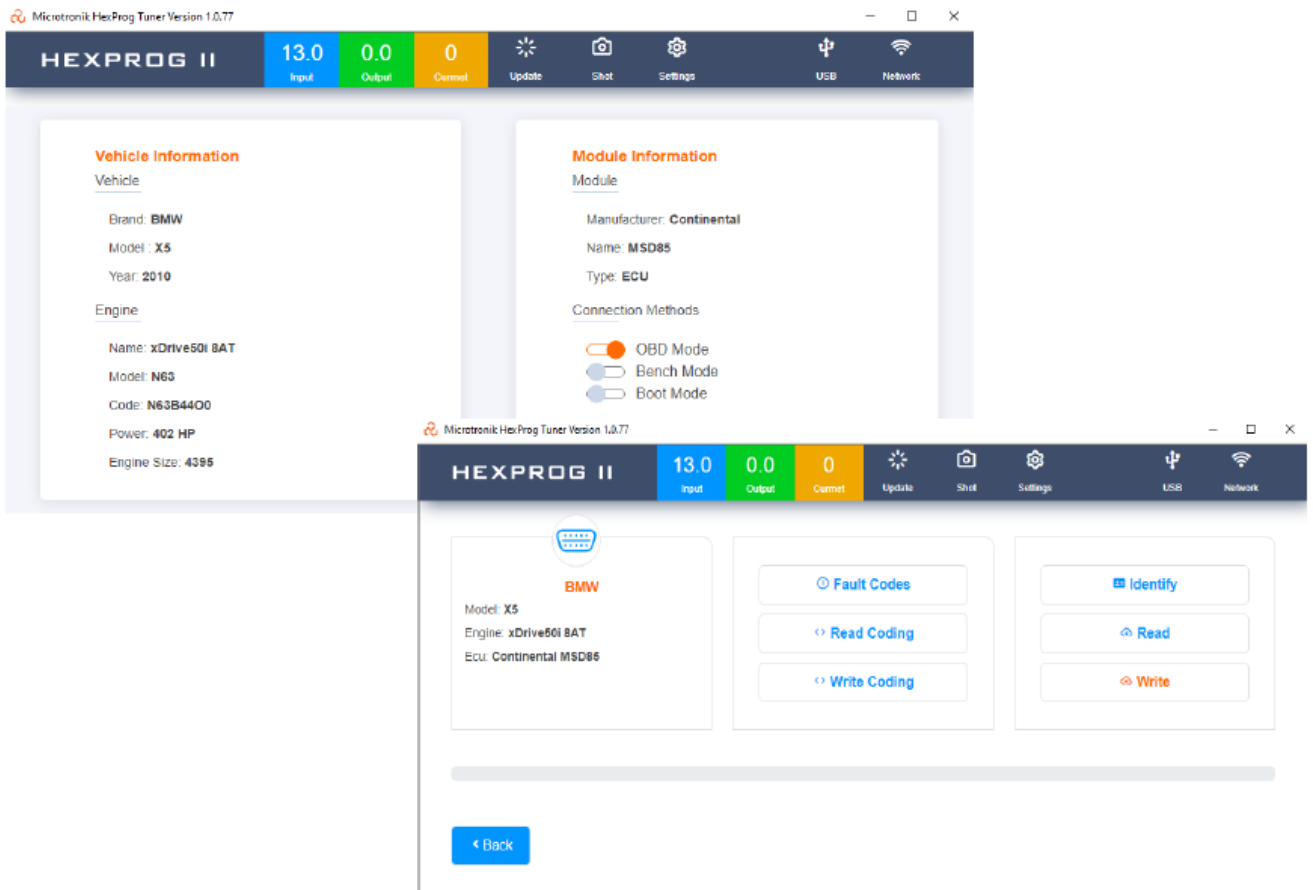 Microtronik HexProg Tuner Version 1.0.77
HEXPROG II
13.0
Input
0.0
Output
0
Currnet
Update
Shot
Settings
USB
Network
Vehicle Information
Vehicle
Brand: BMW
Model : X5
Year: 2010
Engine
Name: xDrive50i 8AT
Model: N63
Code: N63B44O0
Power: 402 HP
Engine Size: 4395
Module Information
Module
Manufacturer: Continental
Name: MSD85
Type: ECU
Connection Methods
OBD Mode
Bench Mode
Boot Mode
Microtronik HexProg Tuner Version 1.0.77
HEXPROG II
13.0
Input
0.0
Output
0
Currnet
Update
Shot
Settings
USB
Network
BMW
Model: X5
Engine: xDrive50i 8AT
Ecu: Continental MSD85
Fault Codes
Read Coding
Write Coding
Identify
Read
Write
Back